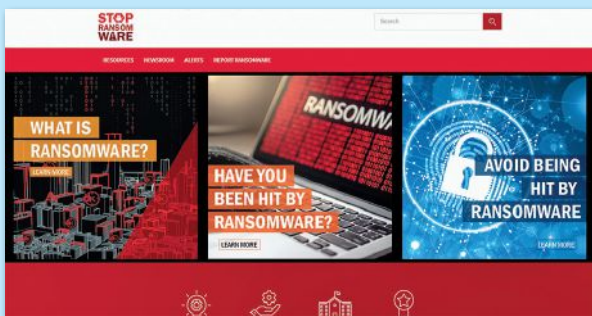 STOP
RANSOM
WARE
Search
RESOURCES NEWSROOM ALERTS REPORT RANSOMWARE
WHAT IS
RANSOMWARE?
LEARN MORE
RANSOMWA
HAVE YOU
BEEN HIT BY
RANSOMWARE?
LEARN MORE
AVOID BEING
HIT BY
RANSOMWARE
LEARN MORE